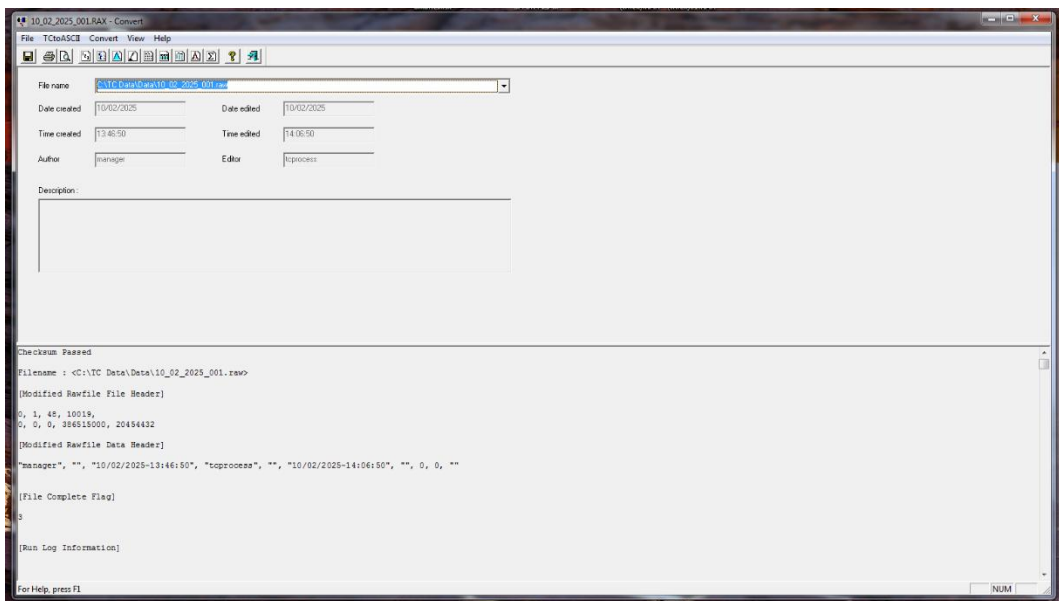 10_02_2025_001.RAX - Convert
File TCtoASCII Convert View Help
File name C:\TC Data\Data\10_02_2025_001.raw
Date created 10/02/2025 Date edited 10/02/2025
Time created 13:46:50 Time edited 14:06:50
Author manager Editor tcprocess
Description :
Checksum Passed
Filename : <C:\TC Data\Data\10_02_2025_001.raw>
[Modified Rawfile File Header]
0, 1, 48, 10019,
0, 0, 0, 386515000, 20454432
[Modified Rawfile Data Header]
"manager", "", "10/02/2025-13:46:50", "tcprocess", "", "10/02/2025-14:06:50", "", 0, 0, ""
[File Complete Flag]
3
[Run Log Information]
For Help, press F1 NUM